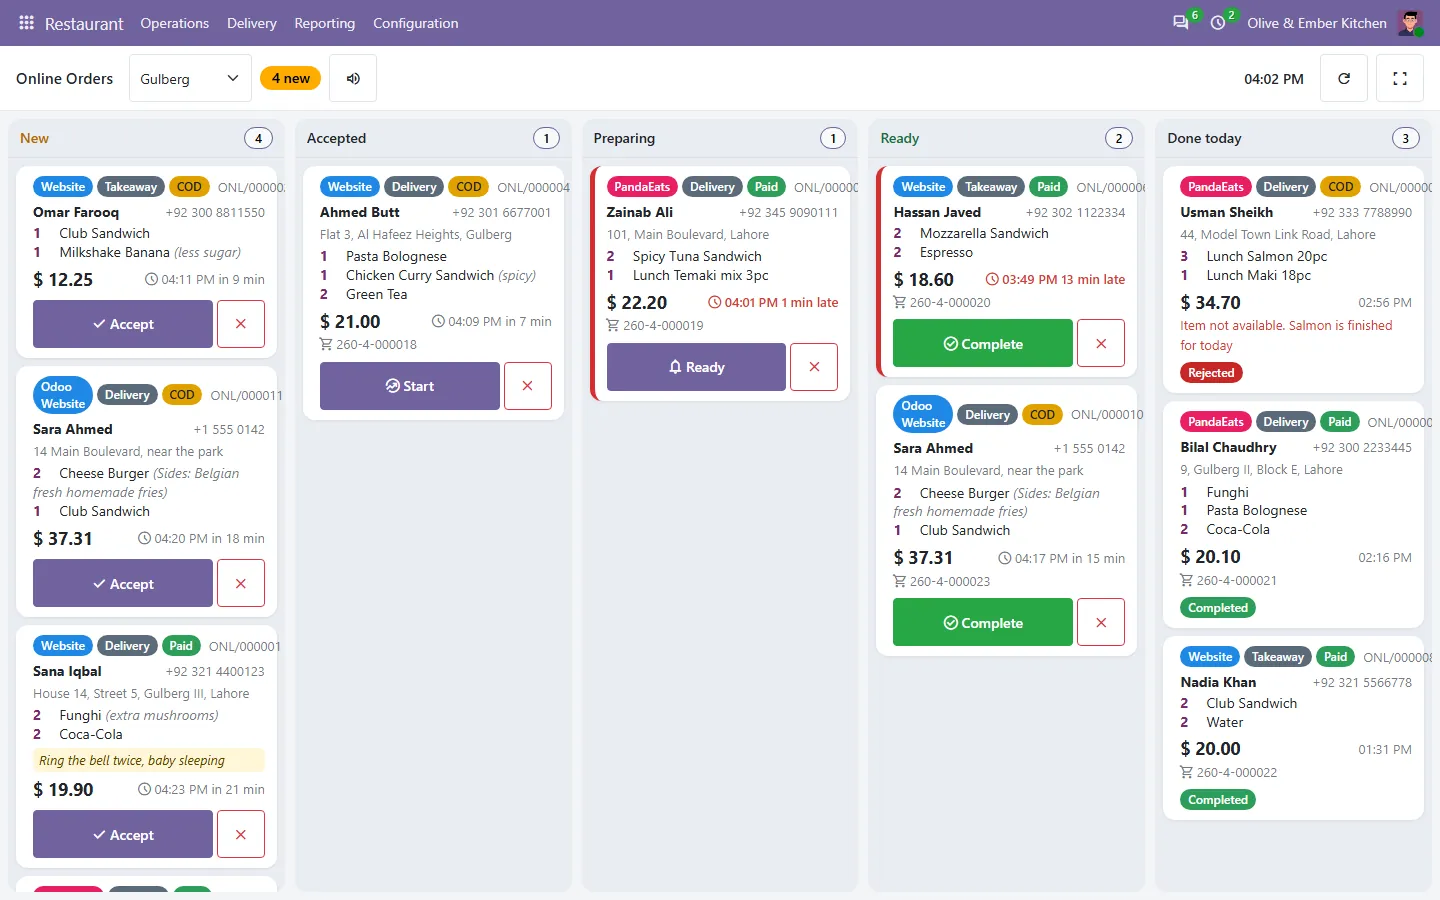 Restaurant Operations Delivery Reporting Configuration 6 2 Olive & Ember Kitchen
Online Orders Gulberg 4 new 04:02 PM
New 4
Website Takeaway COD ONL/00000
Omar Farooq +92 300 8811550
1 Club Sandwich
1 Milkshake Banana (less sugar)
$ 12.25 04:11 PM in 9 min
Accept
Odoo Website Delivery COD ONL/000011
Sara Ahmed +1 555 0142
14 Main Boulevard, near the park
2 Cheese Burger (Sides: Belgian
fresh homemade fries)
1 Club Sandwich
$ 37.31 04:20 PM in 18 min
Accept
Website Delivery Paid ONL/000001
Sana Iqbal +92 321 4400123
House 14, Street 5, Gulberg III, Lahore
2 Funghi (extra mushrooms)
2 Coca-Cola
Ring the bell twice, baby sleeping
$ 19.90 04:23 PM in 21 min
Accept
Accepted 1
Website Delivery COD ONL/000004
Ahmed Butt +92 301 6677001
Flat 3, Al Hafeez Heights, Gulberg
1 Pasta Bolognese
1 Chicken Curry Sandwich (spicy)
2 Green Tea
$ 21.00 04:09 PM in 7 min
260-4-000018
Start
Preparing 1
PandaEats Delivery Paid ONL/0000
Zainab Ali +92 345 9090111
101, Main Boulevard, Lahore
2 Spicy Tuna Sandwich
1 Lunch Temaki mix 3pc
$ 22.20 04:01 PM 1 min late
260-4-000019
Ready
Ready 2
Website Takeaway Paid ONL/000006
Hassan Javed +92 302 1122334
2 Mozzarella Sandwich
2 Espresso
$ 18.60 03:49 PM 13 min late
260-4-000020
Complete
Odoo Website Delivery COD ONL/000010
Sara Ahmed +1 555 0142
14 Main Boulevard, near the park
2 Cheese Burger (Sides: Belgian
fresh homemade fries)
1 Club Sandwich
$ 37.31 04:17 PM in 15 min
260-4-000023
Complete
Done today 3
PandaEats Delivery COD ONL/0000
Usman Sheikh +92 333 7788990
44, Model Town Link Road, Lahore
3 Lunch Salmon 20pc
1 Lunch Maki 18pc
$ 34.70 02:56 PM
Item not available. Salmon is finished
for today
Rejected
PandaEats Delivery Paid ONL/0000
Bilal Chaudhry +92 300 2233445
9, Gulberg II, Block E, Lahore
1 Funghi
1 Pasta Bolognese
2 Coca-Cola
$ 20.10 02:16 PM
260-4-000021
Completed
Website Takeaway Paid ONL/000008
Nadia Khan +92 321 5566778
2 Club Sandwich
2 Water
$ 20.00 01:31 PM
260-4-000022
Completed